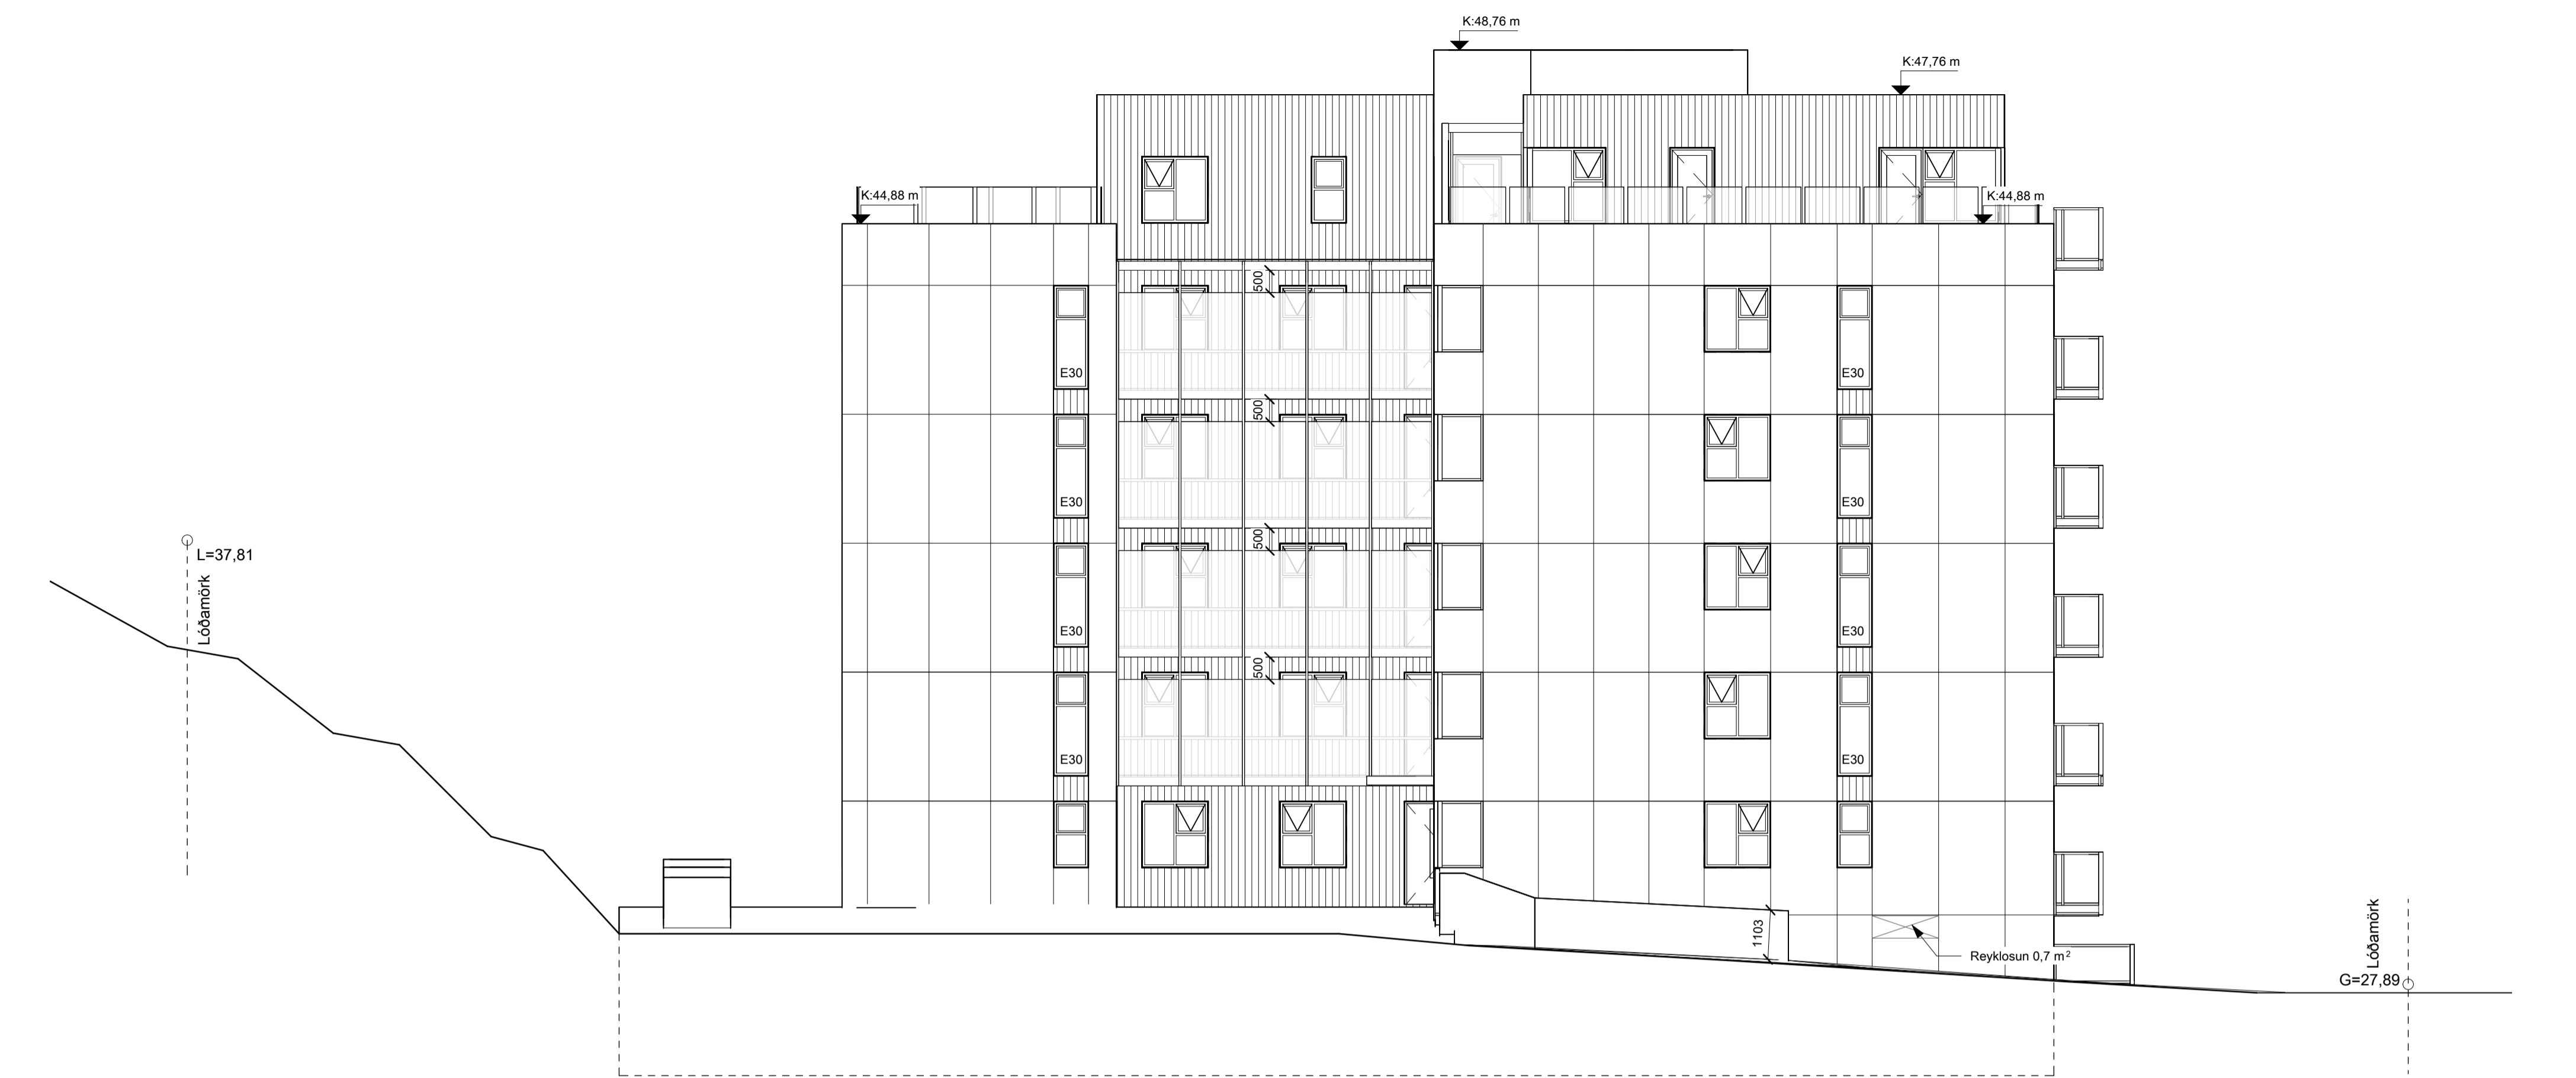 K:48,76 m
K:47,76 m
K:44,88 m
K:44,88 m
500
E30
E30
500
E30
E30
500
L=37,81
Lóðamörk
E30
E30
500
E30
E30
1103
Reyklosun 0,7 m²
Lóðamörk
G=27,89